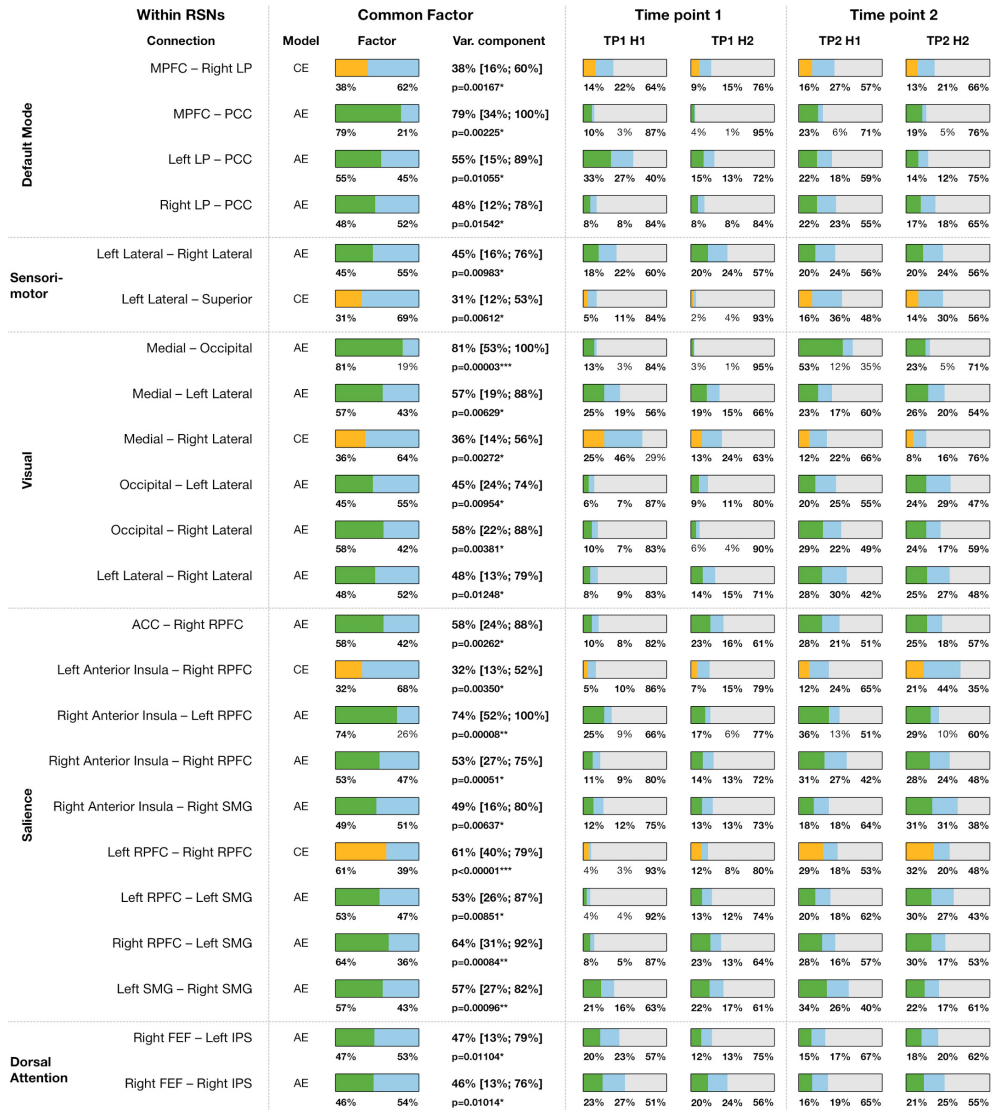 Within RSNs Common Factor Time point 1 Time point 2
Connection Model Factor Var. component TP1 H1 TP1 H2 TP2 H1 TP2 H2
Default Mode
MPFC – Right LP CE 38% [16%; 60%]
38% 62% p=0.00167* 14% 22% 64% 9% 15% 76% 16% 27% 57% 13% 21% 66%
MPFC – PCC AE 79% [34%; 100%]
79% 21% p=0.00225* 10% 3% 87% 4% 1% 95% 23% 6% 71% 19% 5% 76%
Left LP – PCC AE 55% [15%; 89%]
55% 45% p=0.01055* 33% 27% 40% 15% 13% 72% 22% 18% 59% 14% 12% 75%
Right LP – PCC AE 48% [12%; 78%]
48% 52% p=0.01542* 8% 8% 84% 8% 8% 84% 22% 23% 55% 17% 18% 65%
Sensori-
motor
Left Lateral – Right Lateral AE 45% [16%; 76%]
45% 55% p=0.00983* 18% 22% 60% 20% 24% 57% 20% 24% 56% 20% 24% 56%
Left Lateral – Superior CE 31% [12%; 53%]
31% 69% p=0.00612* 5% 11% 84% 2% 4% 93% 16% 36% 48% 14% 30% 56%
Visual
Medial – Occipital AE 81% [53%; 100%]
81% 19% p=0.00003*** 13% 3% 84% 3% 1% 95% 53% 12% 35% 23% 5% 71%
Medial – Left Lateral AE 57% [19%; 88%]
57% 43% p=0.00629* 25% 19% 56% 19% 15% 66% 23% 17% 60% 26% 20% 54%
Medial – Right Lateral CE 36% [14%; 56%]
36% 64% p=0.00272* 25% 46% 29% 13% 24% 63% 12% 22% 66% 8% 16% 76%
Occipital – Left Lateral AE 45% [24%; 74%]
45% 55% p=0.00954* 6% 7% 87% 9% 11% 80% 20% 25% 55% 24% 29% 47%
Occipital – Right Lateral AE 58% [22%; 88%]
58% 42% p=0.00381* 10% 7% 83% 6% 4% 90% 29% 22% 49% 24% 17% 59%
Left Lateral – Right Lateral AE 48% [13%; 79%]
48% 52% p=0.01248* 8% 9% 83% 14% 15% 71% 28% 30% 42% 25% 27% 48%
Salience
ACC – Right RPFC AE 58% [24%; 88%]
58% 42% p=0.00262* 10% 8% 82% 23% 16% 61% 28% 21% 51% 25% 18% 57%
Left Anterior Insula – Right RPFC CE 32% [13%; 52%]
32% 68% p=0.00350* 5% 10% 86% 7% 15% 79% 12% 24% 65% 21% 44% 35%
Right Anterior Insula – Left RPFC AE 74% [52%; 100%]
74% 26% p=0.00008** 25% 9% 66% 17% 6% 77% 36% 13% 51% 29% 10% 60%
Right Anterior Insula – Right RPFC AE 53% [27%; 75%]
53% 47% p=0.00051* 11% 9% 80% 14% 13% 72% 31% 27% 42% 28% 24% 48%
Right Anterior Insula – Right SMG AE 49% [16%; 80%]
49% 51% p=0.00637* 12% 12% 75% 13% 13% 73% 18% 18% 64% 31% 31% 38%
Left RPFC – Right RPFC CE 61% [40%; 79%]
61% 39% p<0.00001*** 4% 3% 93% 12% 8% 80% 29% 18% 53% 32% 20% 48%
Left RPFC – Left SMG AE 53% [26%; 87%]
53% 47% p=0.00851* 4% 4% 92% 13% 12% 74% 20% 18% 62% 30% 27% 43%
Right RPFC – Left SMG AE 64% [31%; 92%]
64% 36% p=0.00084** 8% 5% 87% 23% 13% 64% 28% 16% 57% 30% 17% 53%
Left SMG – Right SMG AE 57% [27%; 82%]
57% 43% p=0.00096** 21% 16% 63% 22% 17% 61% 34% 26% 40% 22% 17% 61%
Dorsal
Attention
Right FEF – Left IPS AE 47% [13%; 79%]
47% 53% p=0.01104* 20% 23% 57% 12% 13% 75% 15% 17% 67% 18% 20% 62%
Right FEF – Right IPS AE 46% [13%; 76%]
46% 54% p=0.01014* 23% 27% 51% 20% 24% 56% 16% 19% 65% 21% 25% 55%